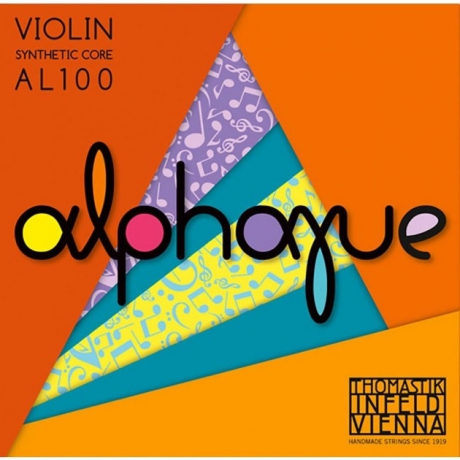 VIOLIN
SYNTHETIC CORE
AL100
alphayue
THOMASTIK
INFELD
VIENNA
HANDMADE STRINGS SINCE 1919